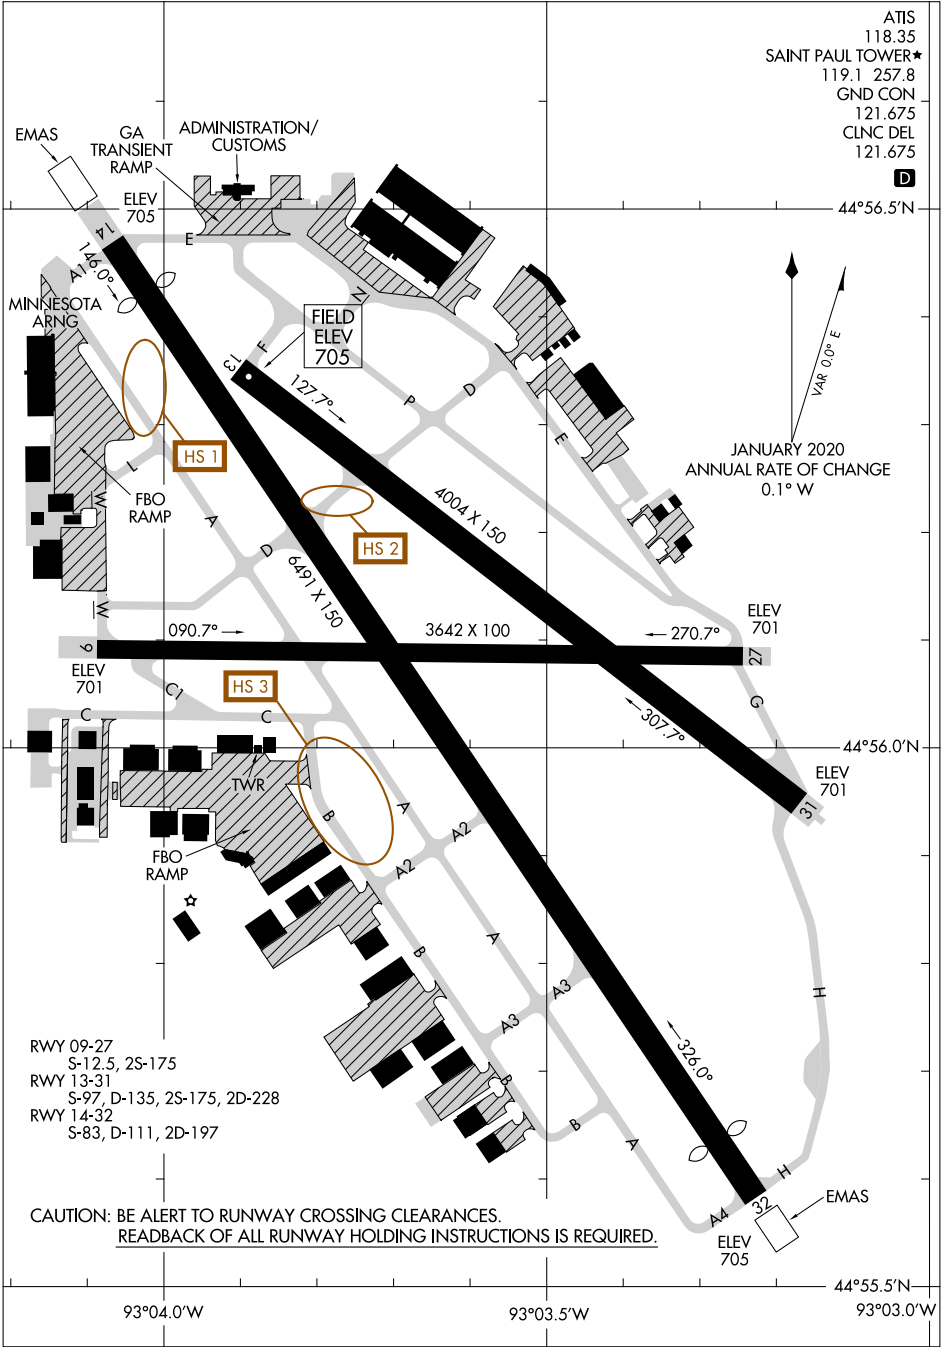 ATIS
118.35
SAINT PAUL TOWER★
119.1 257.8
GND CON
121.675
CLNC DEL
121.675
D
EMAS
GA
TRANSIENT
RAMP
ADMINISTRATION/
CUSTOMS
ELEV
705
44°56.5'N
14
E
146.0°
A1
MINNESOTA
ARNG
N
FIELD
ELEV
705
VAR 0.0° E
13
F
127.7°
P
D
E
JANUARY 2020
ANNUAL RATE OF CHANGE
0.1° W
HS 1
L
FBO
RAMP
W
A
D
HS 2
4004 X 150
6491 X 150
W
090.7°
3642 X 100
270.7°
ELEV
701
9
27
ELEV
701
C1
HS 3
G
C
C
307.7°
44°56.0'N
TWR
ELEV
701
31
B
A
A2
A2
FBO
RAMP
B
A
A3
A3
H
326.0°
RWY 09-27
S-12.5, 2S-175
RWY 13-31
S-97, D-135, 2S-175, 2D-228
RWY 14-32
S-83, D-111, 2D-197
B
B
A
H
32
A4
EMAS
ELEV
705
CAUTION: BE ALERT TO RUNWAY CROSSING CLEARANCES.
READBACK OF ALL RUNWAY HOLDING INSTRUCTIONS IS REQUIRED.
44°55.5'N
93°04.0'W
93°03.5'W
93°03.0'W